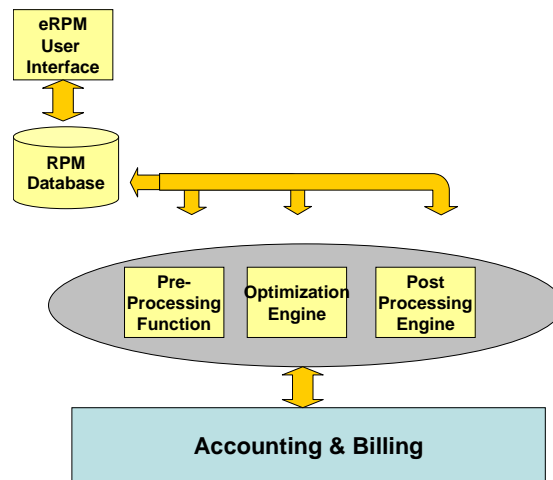 eRPM
User
Interface
RPM
Database
Pre-
Processing
Function
Optimization
Engine
Post
Processing
Engine
Accounting & Billing